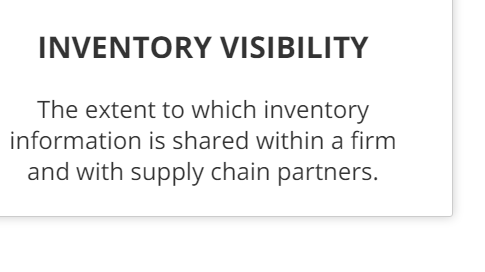 INVENTORY VISIBILITY
The extent to which inventory
information is shared within a firm
and with supply chain partners.